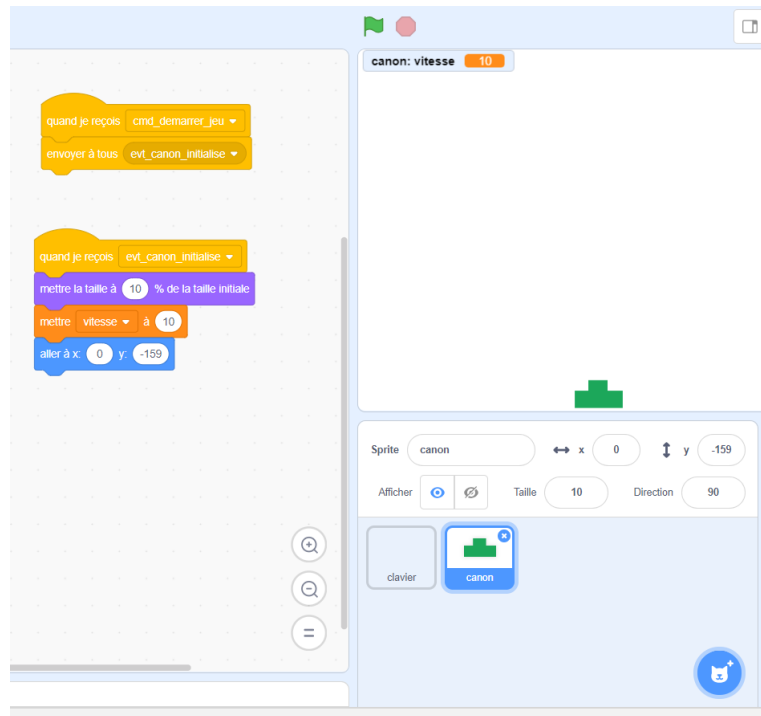 canon: vitesse 10
quand je reçois cmd_demarrer_jeu
envoyer à tous evt_canon_initialise
quand je reçois evt_canon_initialise
mettre la taille à 10 % de la taille initiale
mettre vitesse à 10
aller à x: 0 y: -159
Sprite canon x 0 y -159
Afficher Taille 10 Direction 90
clavier canon